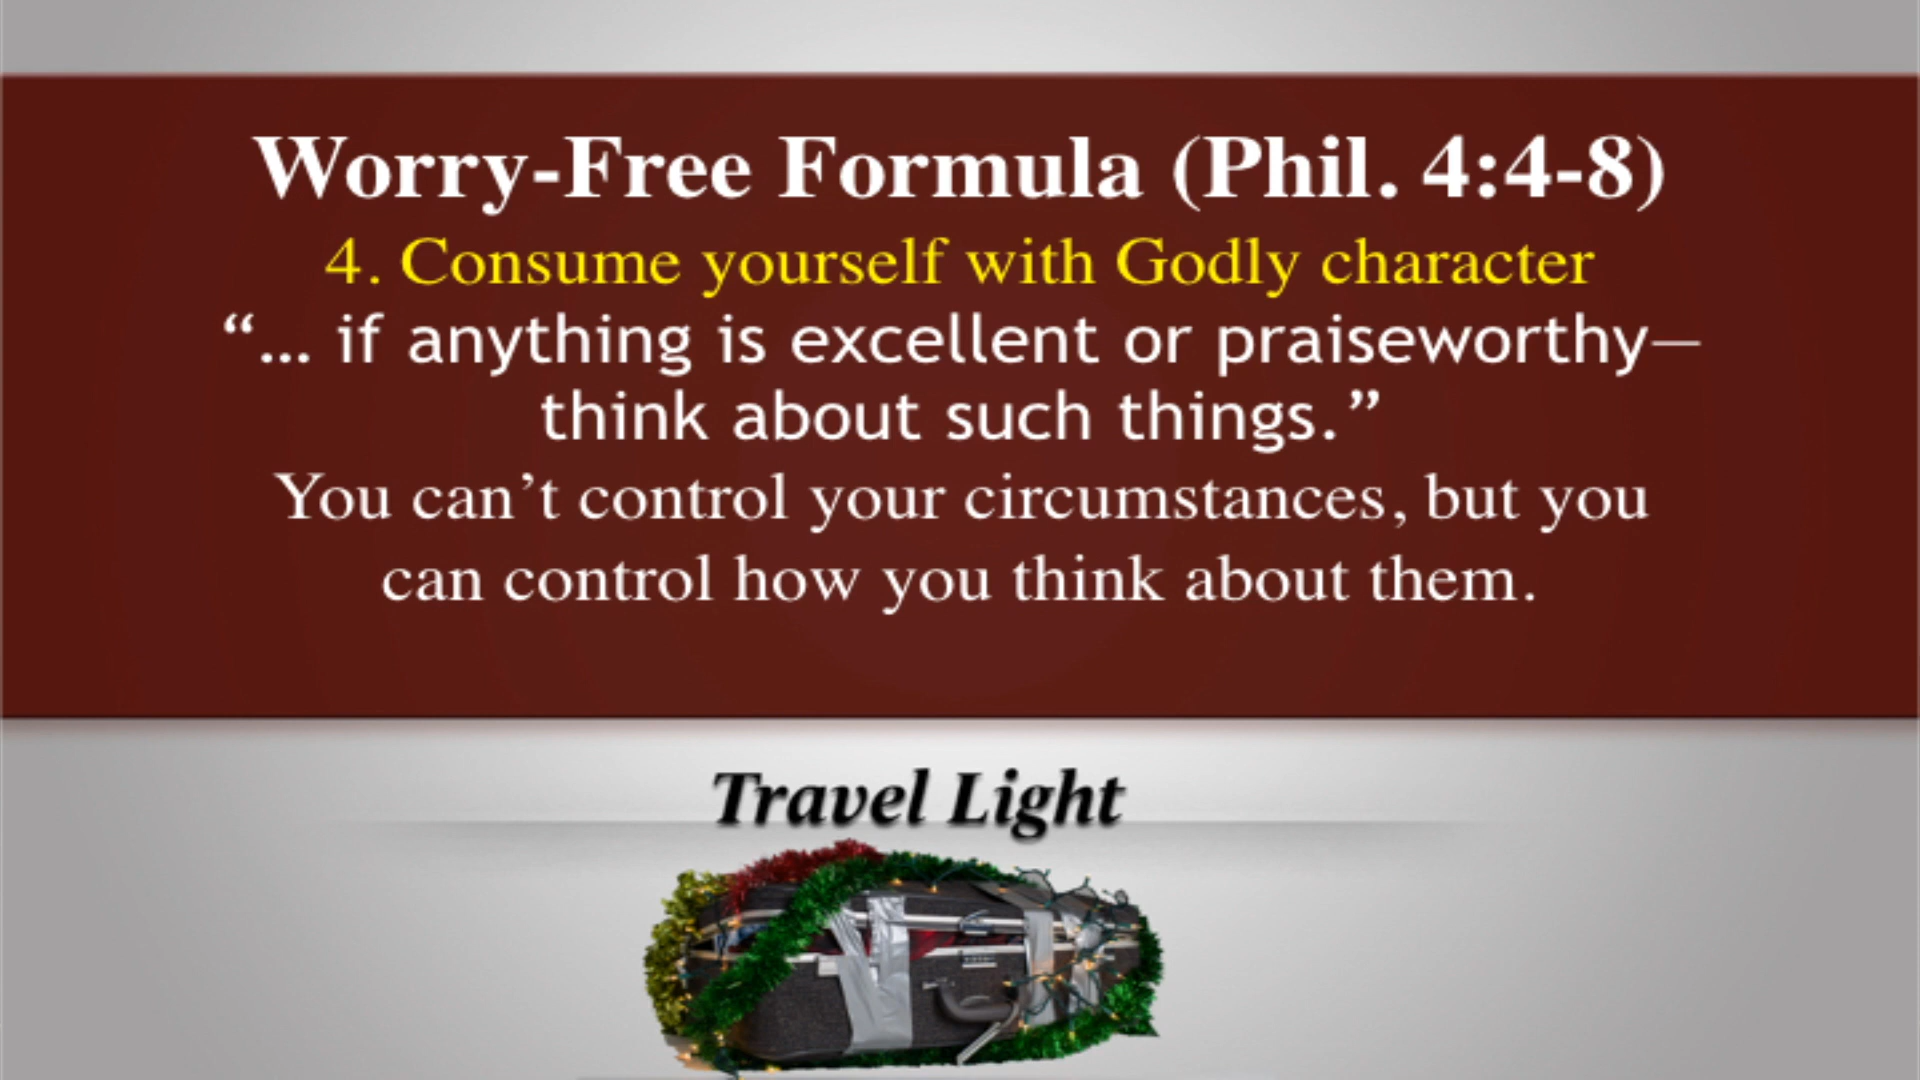 Worry-Free Formula (Phil. 4:4-8)
4. Consume yourself with Godly character
“... if anything is excellent or praiseworthy—
think about such things.”
You can’t control your circumstances, but you
can control how you think about them.
Travel Light